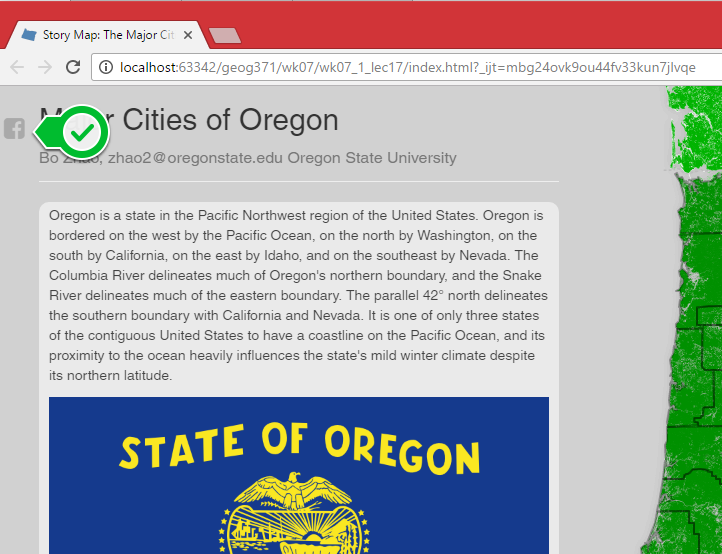 Story Map: The Major Cit
localhost:63342/geog371/wk07/wk07_1_lec17/index.html?_ijt=mbg24ovk9ou44fv33kun7jlvqe
Cities of Oregon
Bo Zhao, zhao2@oregonstate.edu Oregon State University
Oregon is a state in the Pacific Northwest region of the United States. Oregon is
bordered on the west by the Pacific Ocean, on the north by Washington, on the
south by California, on the east by Idaho, and on the southeast by Nevada. The
Columbia River delineates much of Oregon's northern boundary, and the Snake
River delineates much of the eastern boundary. The parallel 42° north delineates
the southern boundary with California and Nevada. It is one of only three states
of the contiguous United States to have a coastline on the Pacific Ocean, and its
proximity to the ocean heavily influences the state's mild winter climate despite
its northern latitude.
STATE OF OREGON